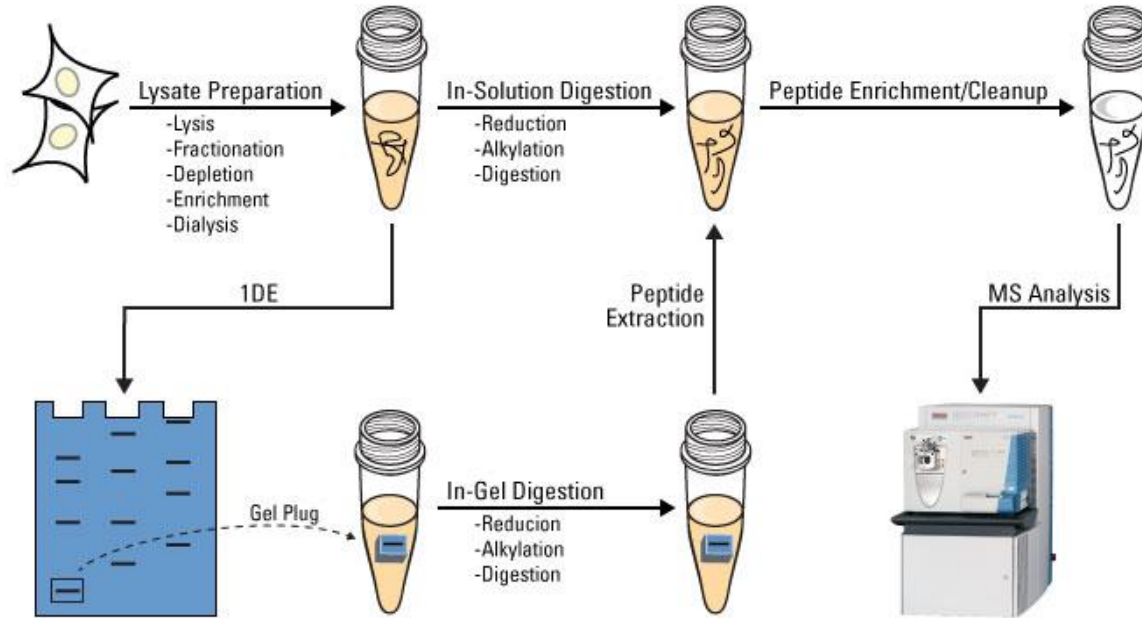 Lysate Preparation
-Lysis
-Fractionation
-Depletion
-Enrichment
-Dialysis
In-Solution Digestion
-Reduction
-Alkylation
-Digestion
Peptide Enrichment/Cleanup
1DE
Peptide
Extraction
MS Analysis
Gel Plug
In-Gel Digestion
-Reducion
-Alkylation
-Digestion